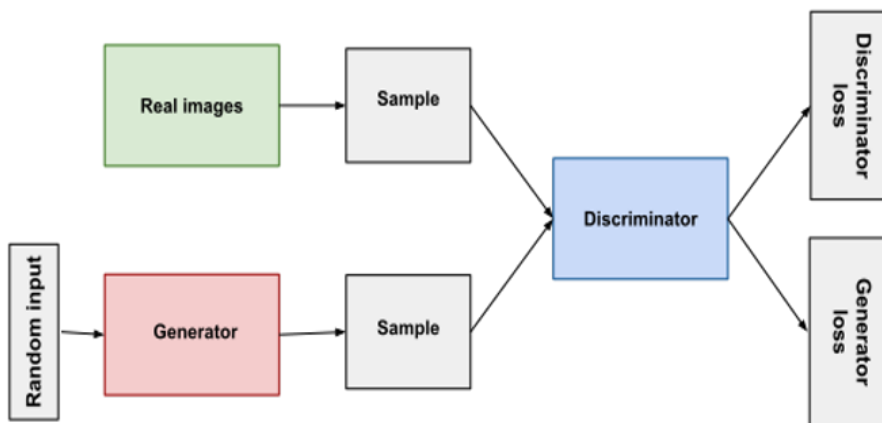 Real images
Sample
Discriminator
loss
Discriminator
Random input
Generator
Sample
Generator
loss